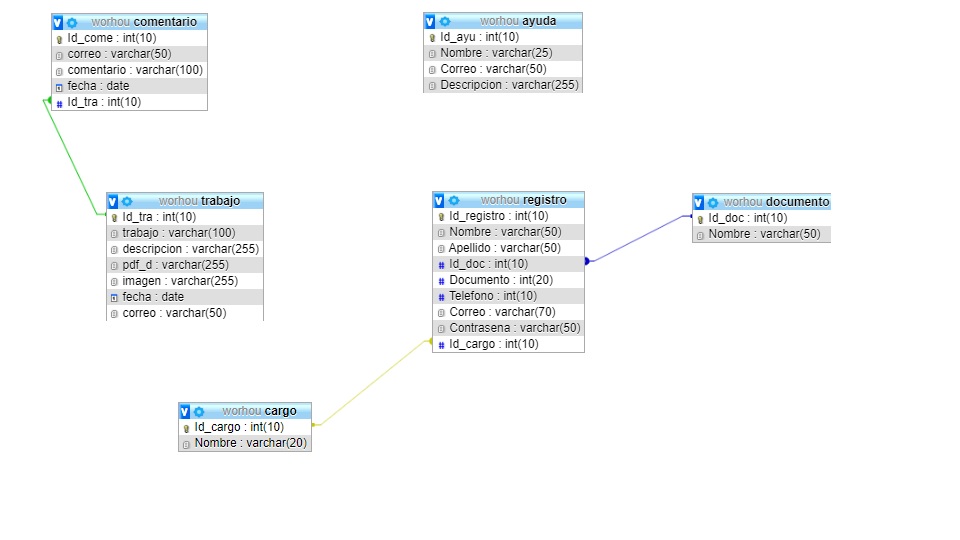 worhou comentario
Id_come : int(10)
correo : varchar(50)
comentario : varchar(100)
fecha : date
Id_tra : int(10)
worhou ayuda
Id_ayu : int(10)
Nombre : varchar(25)
Correo : varchar(50)
Descripcion : varchar(255)
worhou trabajo
Id_tra : int(10)
trabajo : varchar(100)
descripcion : varchar(255)
pdf_d : varchar(255)
imagen : varchar(255)
fecha : date
correo : varchar(50)
worhou registro
Id_registro : int(10)
Nombre : varchar(50)
Apellido : varchar(50)
Id_doc : int(10)
Documento : int(20)
Telefono : int(10)
Correo : varchar(70)
Contrasena : varchar(50)
Id_cargo : int(10)
worhou documento
Id_doc : int(10)
Nombre : varchar(50)
worhou cargo
Id_cargo : int(10)
Nombre : varchar(20)